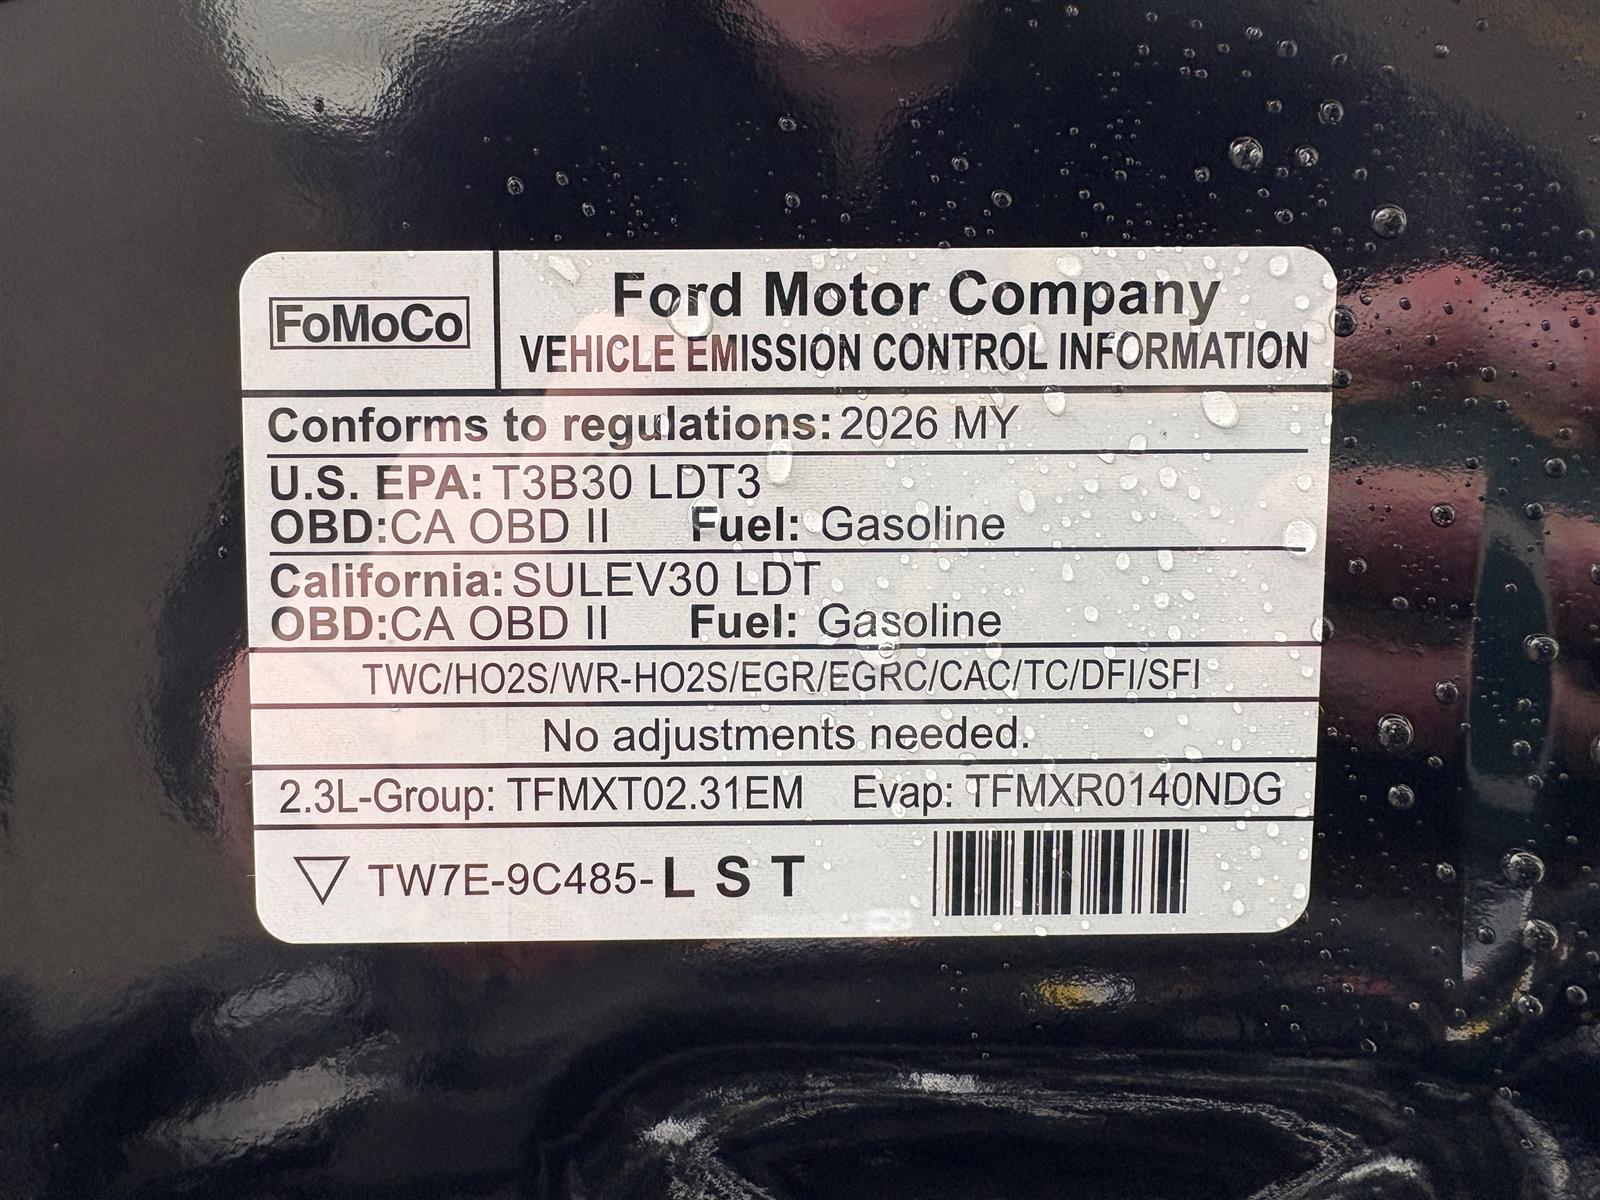 FoMoCo
Ford Motor Company
VEHICLE EMISSION CONTROL INFORMATION
Conforms to regulations: 2026 MY
U.S. EPA: T3B30 LDT3
OBD:CA OBD II Fuel: Gasoline
California: SULEV30 LDT
OBD:CA OBD II Fuel: Gasoline
TWC/HO2S/WR-HO2S/EGR/EGRC/CAC/TC/DFI/SFI
No adjustments needed.
2.3L-Group: TFMXT02.31EM Evap: TFMXR0140NDG
TW7E-9C485-L S T